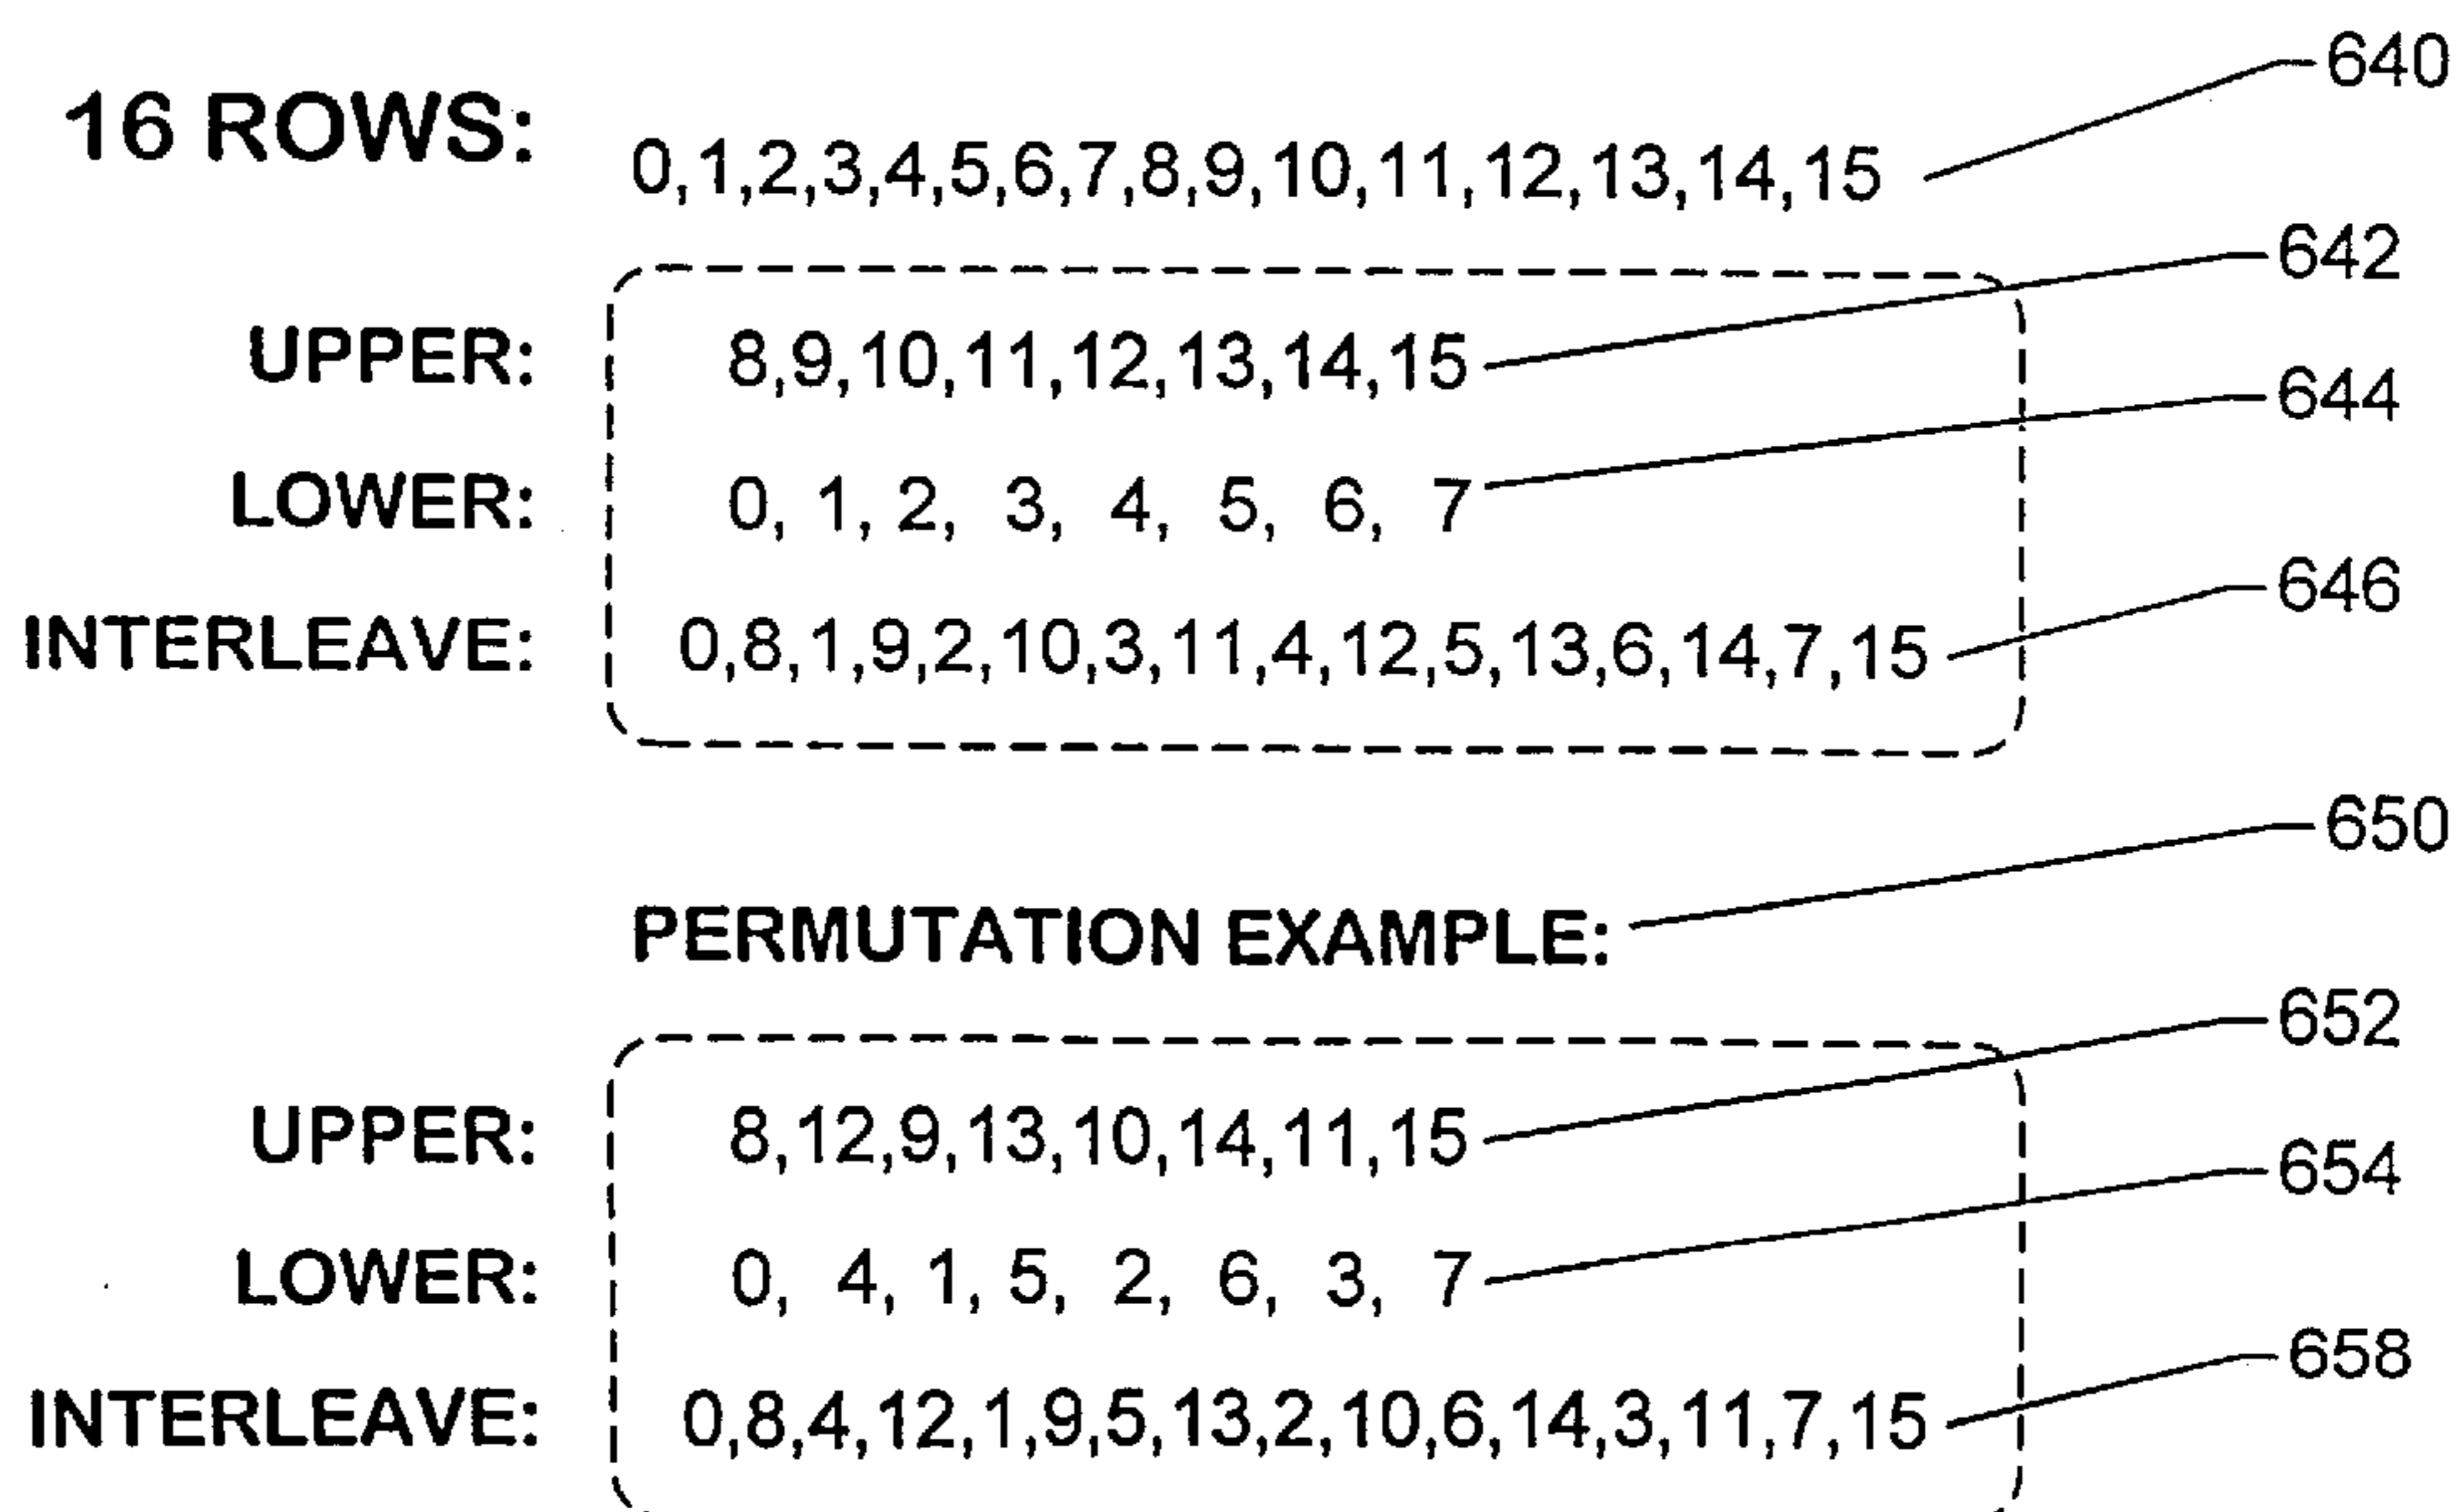 640
16 ROWS: 0,1,2,3,4,5,6,7,8,9,10,11,12,13,14,15
642
UPPER: 8,9,10,11,12,13,14,15
644
LOWER: 0, 1, 2, 3, 4, 5, 6, 7
646
INTERLEAVE: 0,8,1,9,2,10,3,11,4,12,5,13,6,14,7,15
650
PERMUTATION EXAMPLE:
652
UPPER: 8,12,9,13,10,14,11,15
654
LOWER: 0, 4, 1, 5, 2, 6, 3, 7
658
INTERLEAVE: 0,8,4,12,1,9,5,13,2,10,6,14,3,11,7,15